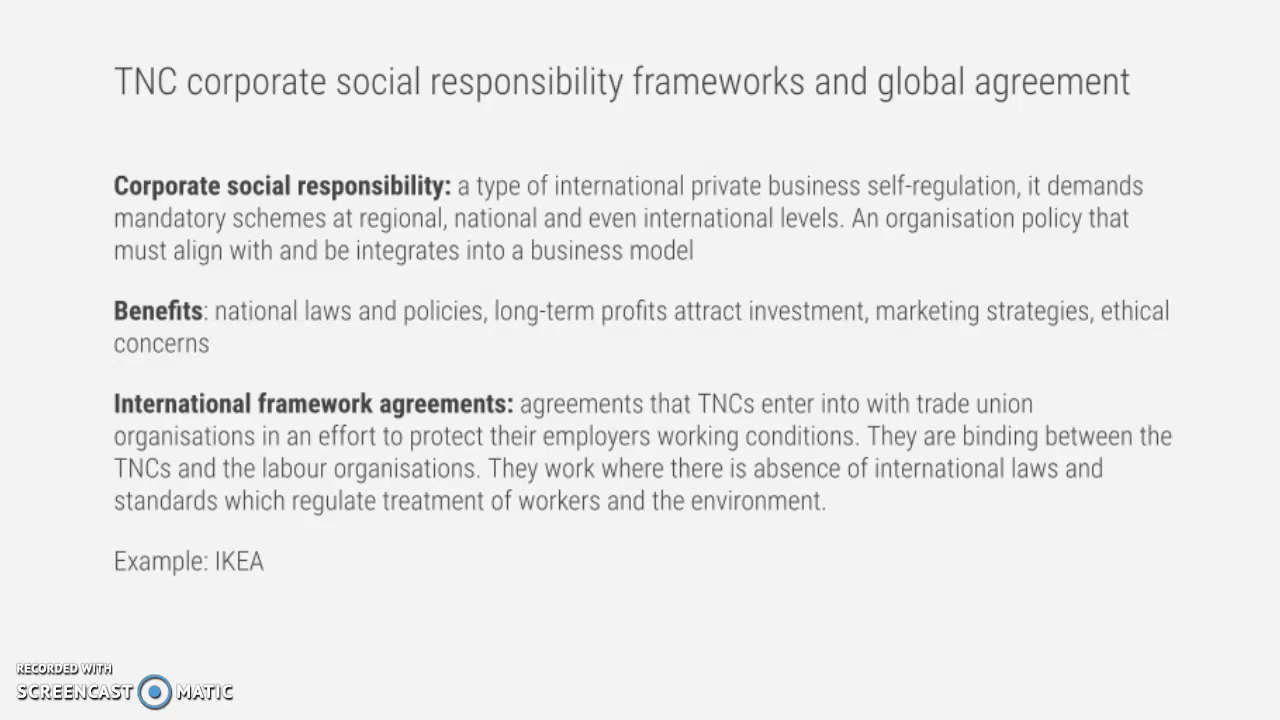 TNC corporate social responsibility frameworks and global agreement
Corporate social responsibility: a type of international private business self-regulation, it demands
mandatory schemes at regional, national and even international levels. An organisation policy that
must align with and be integrates into a business model
Benefits: national laws and policies, long-term profits attract investment, marketing strategies, ethical
concerns
International framework agreements: agreements that TNCs enter into with trade union
organisations in an effort to protect their employers working conditions. They are binding between the
TNCs and the labour organisations. They work where there is absence of international laws and
standards which regulate treatment of workers and the environment.
Example: IKEA
RECORDED WITH
SCREENCAST MATIC